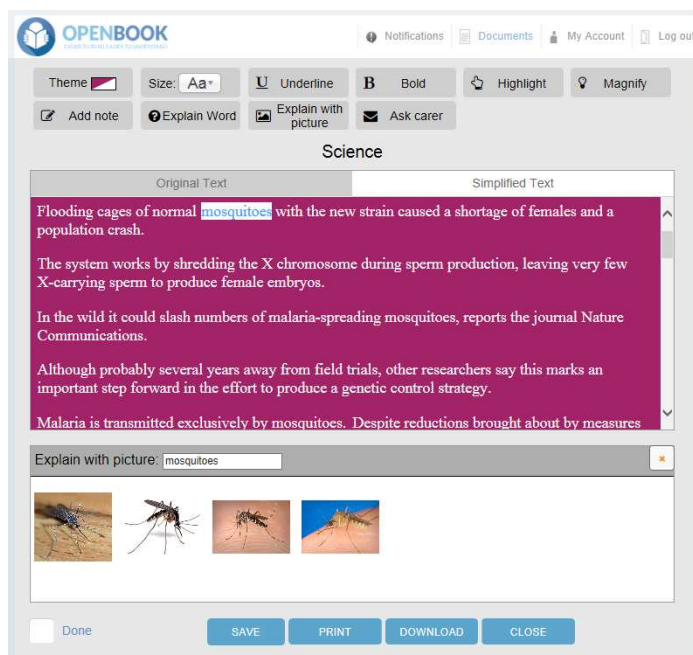 OPENBOOK
Notifications Documents My Account Log out
Theme Size: Aa U Underline B Bold Highlight Magnify
Add note Explain Word Explain with picture Ask carer
Science
Original Text Simplified Text
Flooding cages of normal mosquitoes with the new strain caused a shortage of females and a
population crash.
The system works by shredding the X chromosome during sperm production, leaving very few
X-carrying sperm to produce female embryos.
In the wild it could slash numbers of malaria-spreading mosquitoes, reports the journal Nature
Communications.
Although probably several years away from field trials, other researchers say this marks an
important step forward in the effort to produce a genetic control strategy.
Malaria is transmitted exclusively by mosquitoes. Despite reductions brought about by measures
Explain with picture: mosquitoes
Done SAVE PRINT DOWNLOAD CLOSE